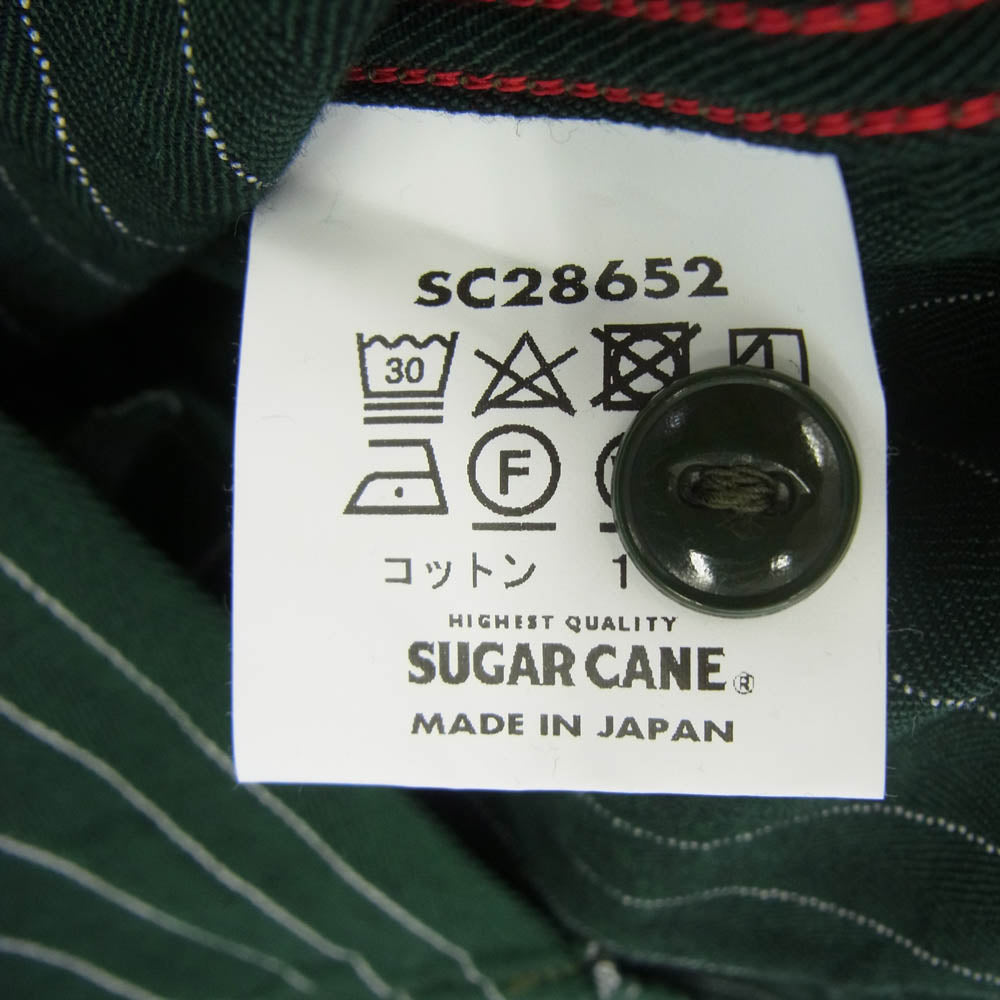 SC28652
30
F
コットン 1
HIGHEST QUALITY
SUGAR CANE®
MADE IN JAPAN